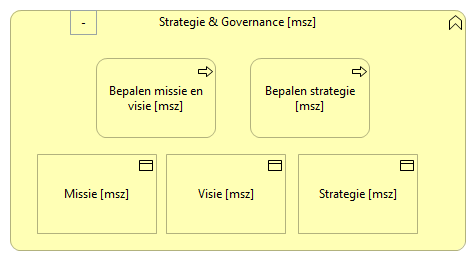 -
Strategie & Governance [msz]
Bepalen missie en
visie [msz]
Bepalen strategie
[msz]
Missie [msz]
Visie [msz]
Strategie [msz]